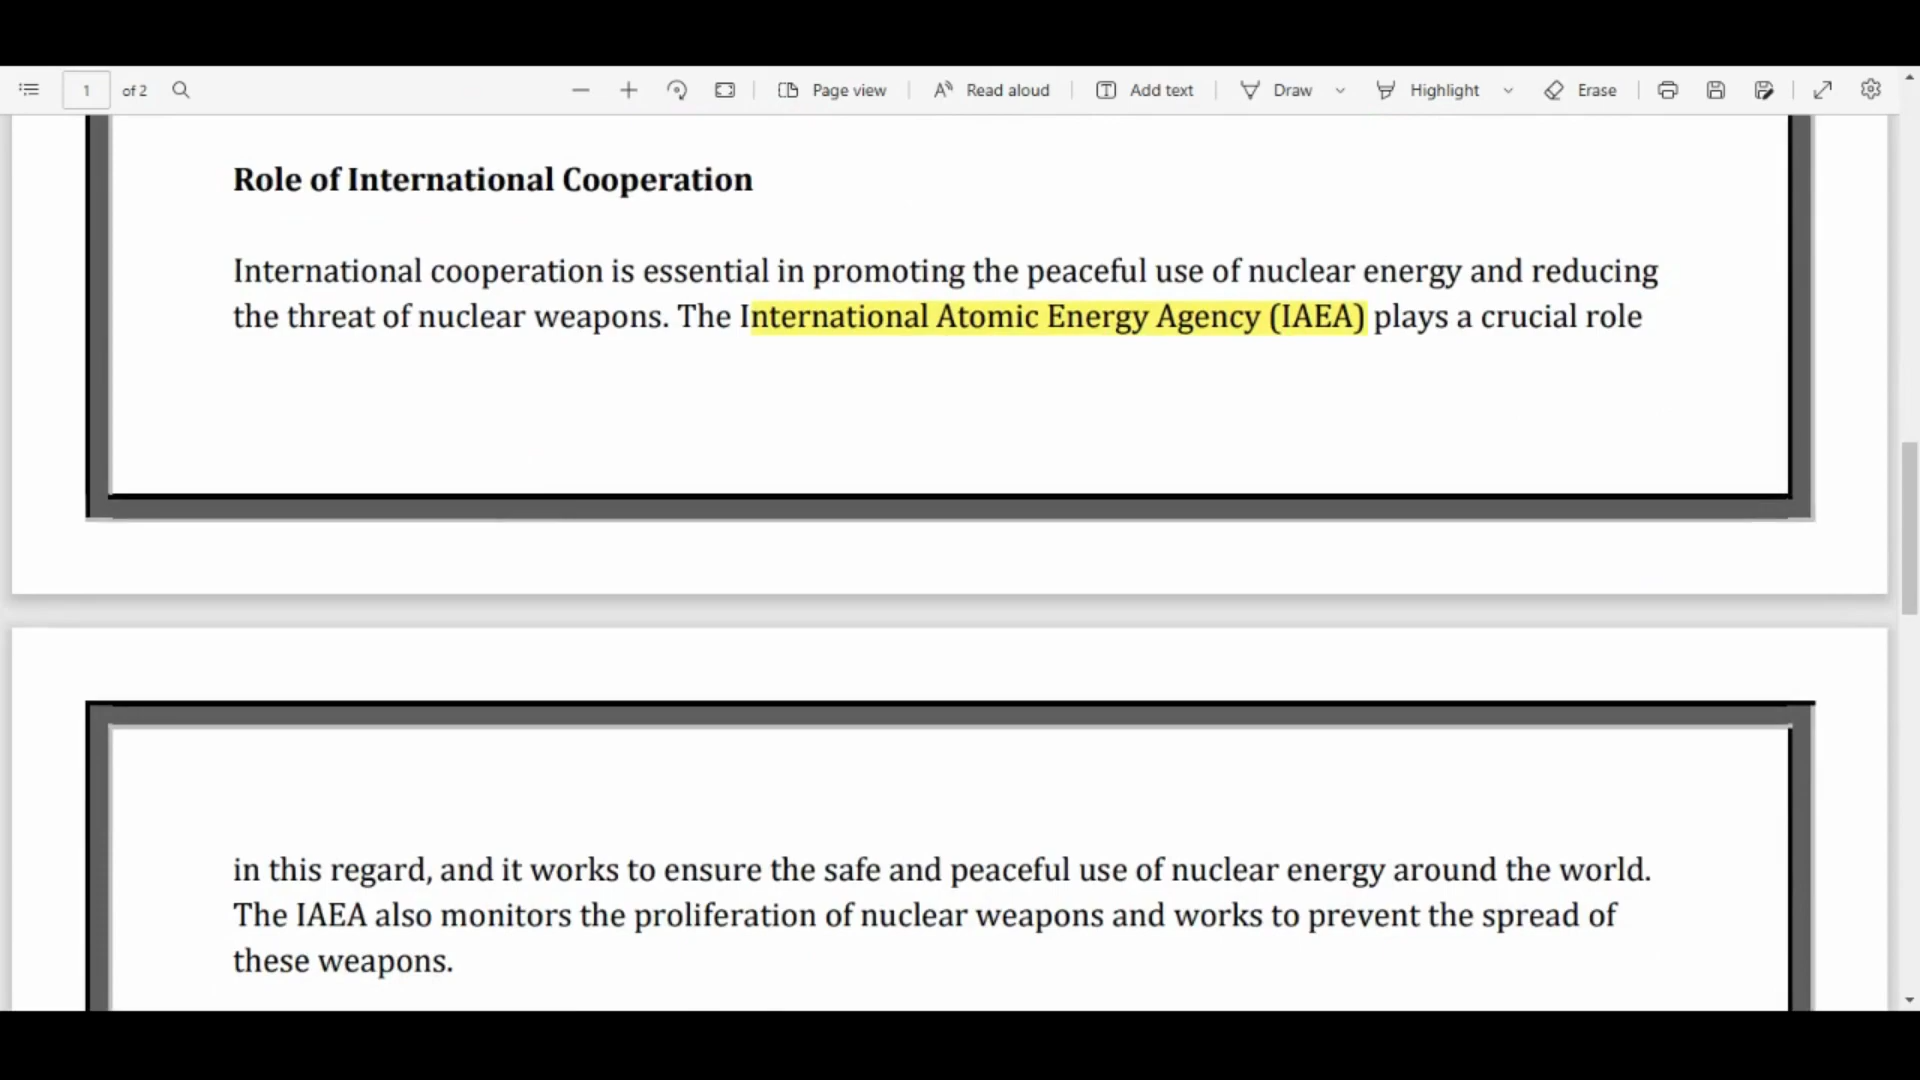 1 of 2 Page view Read aloud Add text Draw Highlight Erase
Role of International Cooperation
International cooperation is essential in promoting the peaceful use of nuclear energy and reducing
the threat of nuclear weapons. The International Atomic Energy Agency (IAEA) plays a crucial role
in this regard, and it works to ensure the safe and peaceful use of nuclear energy around the world.
The IAEA also monitors the proliferation of nuclear weapons and works to prevent the spread of
these weapons.